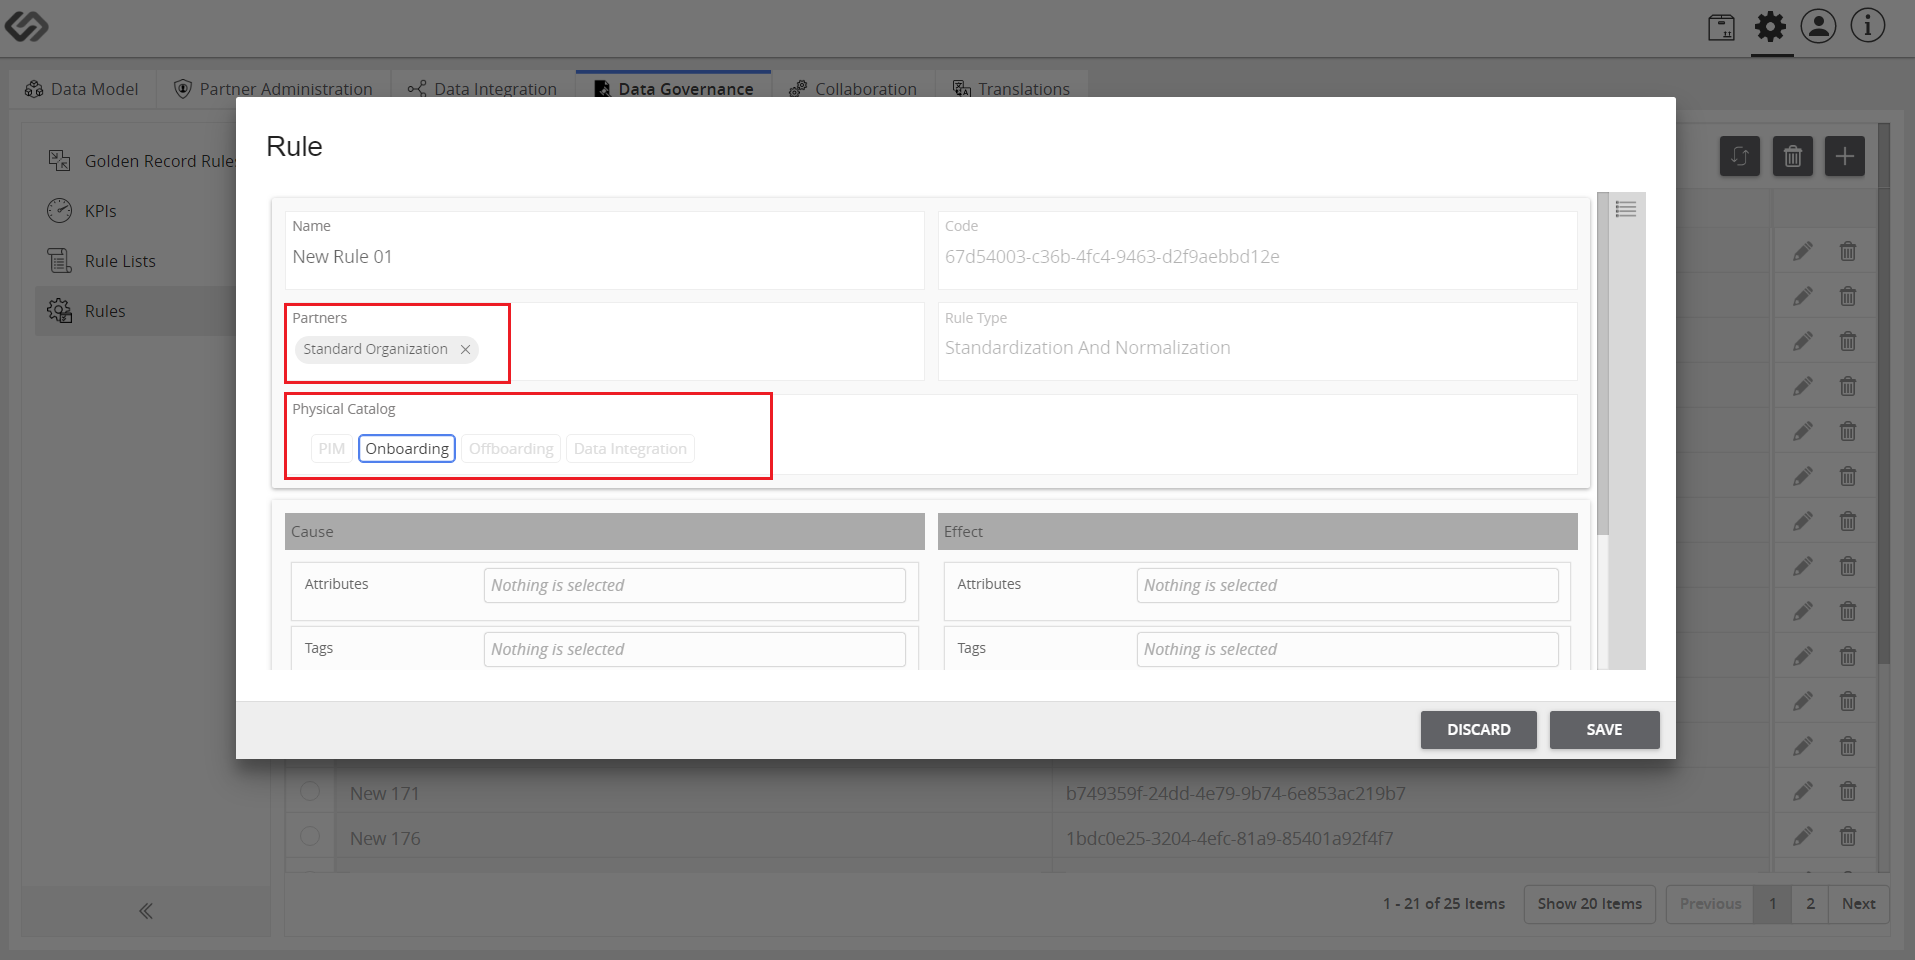 Data Model
Partner Administration
Data Integration
Data Governance
Collaboration
Translations
Golden Record Rule
KPIs
Rule Lists
Rules
Rule
Name
New Rule 01
Code
67d54003-c36b-4fc4-9463-d2f9aebbd12e
Partners
Standard Organization
Rule Type
Standardization And Normalization
Physical Catalog
PIM
Onboarding
Offboarding
Data Integration
Cause
Effect
Attributes
Nothing is selected
Attributes
Nothing is selected
Tags
Nothing is selected
Tags
Nothing is selected
DISCARD
SAVE
New 171
b749359f-24dd-4e79-9b74-6e853ac219b7
New 176
1bdc0e25-3204-4efc-81a9-85401a92f4f7
1 - 21 of 25 Items
Show 20 Items
Previous
1
2
Next